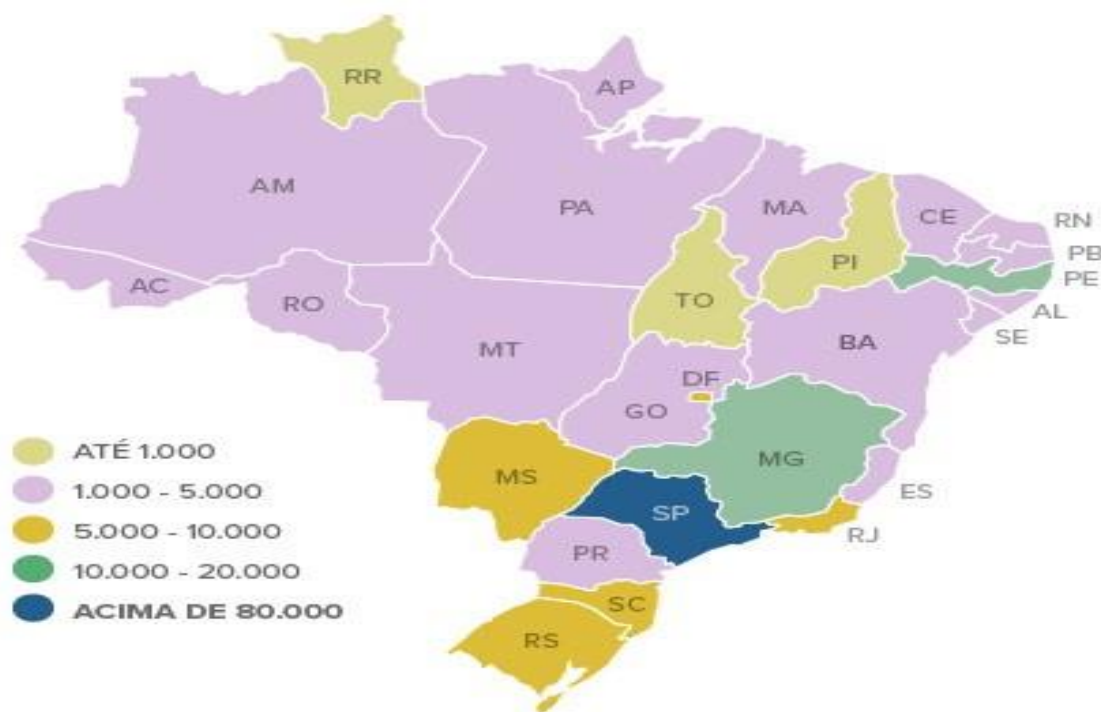 RR
AP
AM
PA
MA
CE
RN
PB
PE
AL
SE
PI
AC
RO
TO
BA
MT
DF
GO
MG
ES
MS
SP
RJ
PR
SC
RS
ATÉ 1.000
1.000 - 5.000
5.000 - 10.000
10.000 - 20.000
ACIMA DE 80.000